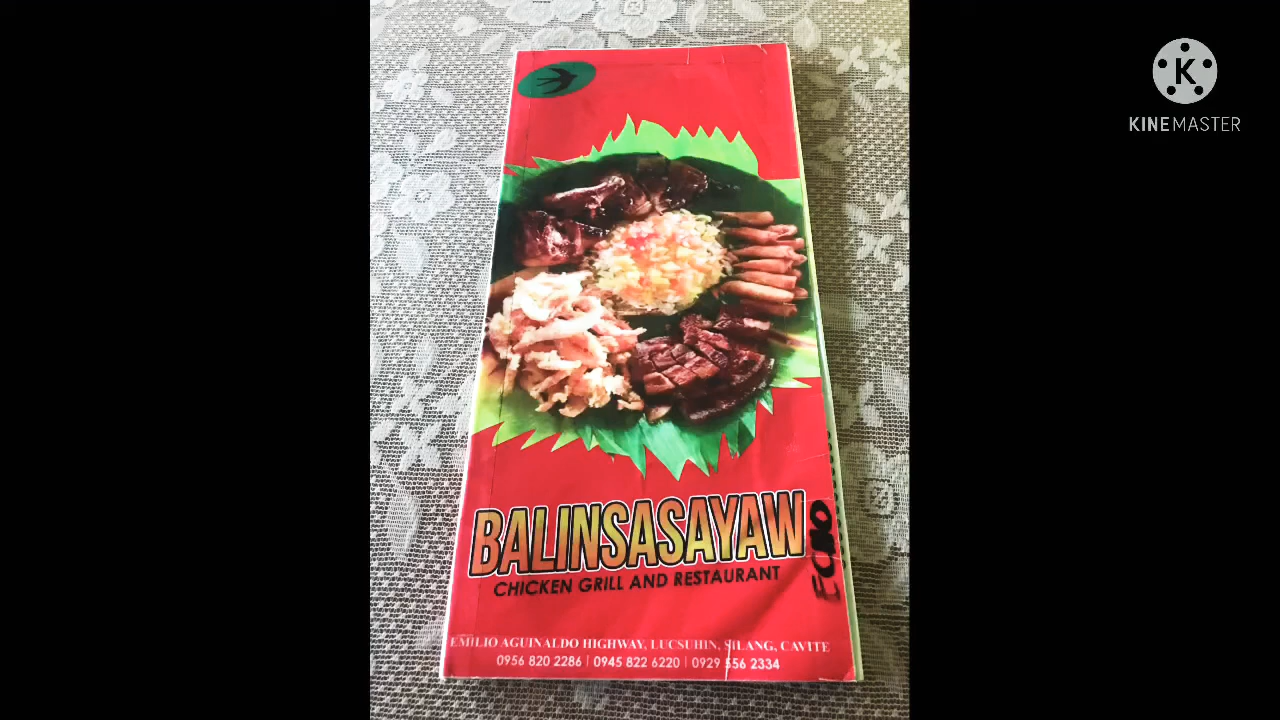 K
KINEMASTER
BALINSASAYAW
CHICKEN GRILL AND RESTAURANT
EMILIO AGUINALDO HIGHWAY, LUCSUHIN, SILANG, CAVITE
0956 820 2286 | 0945 822 6220 | 0929 556 2334